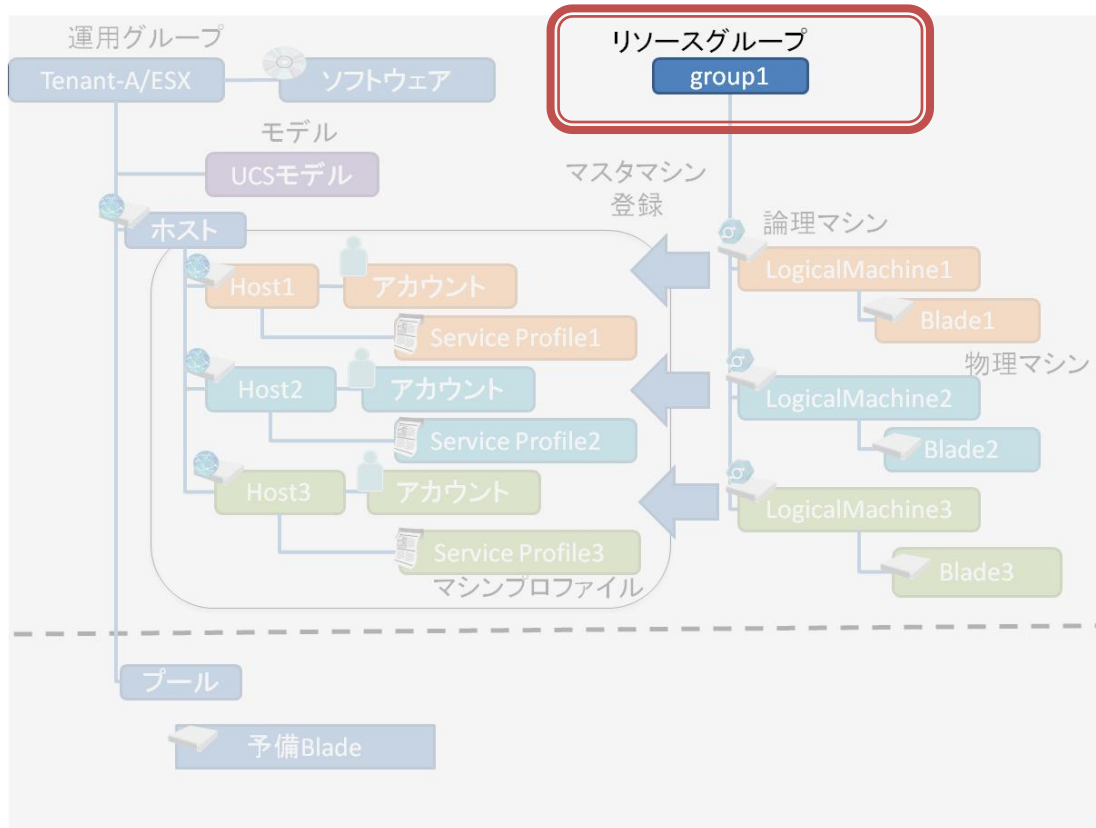 運用グループ
Tenant-A/ESX
ソフトウェア
モデル
UCSモデル
ホスト
Host1
アカウント
Service Profile1
Host2
アカウント
Service Profile2
Host3
アカウント
Service Profile3
マシンプロファイル
リソースグループ
group1
マスタマシン
登録
論理マシン
LogicalMachine1
Blade1
物理マシン
LogicalMachine2
Blade2
LogicalMachine3
Blade3
プール
予備Blade